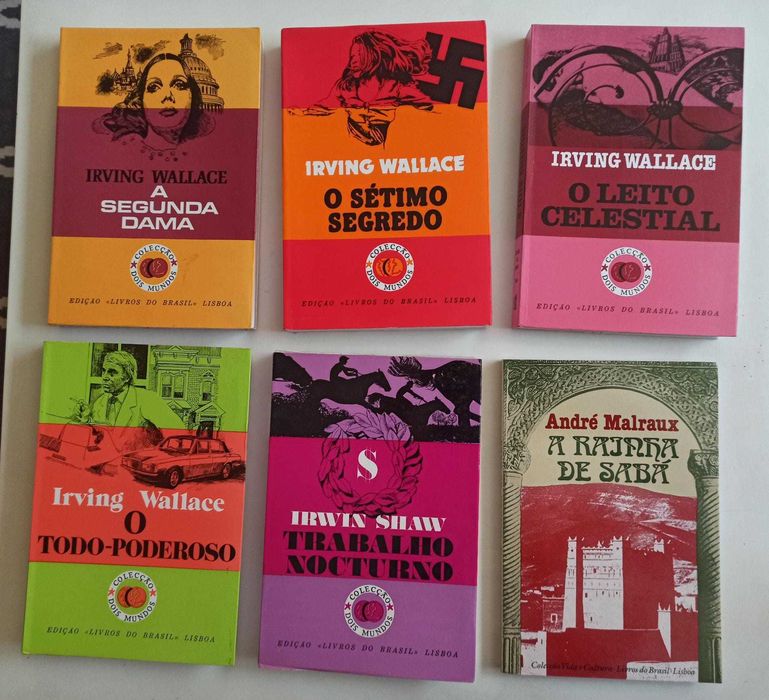 IRVING WALLACE
A
SEGUNDA
DAMA
COLECÇÃO
DOIS MUNDOS
EDIÇÃO «LIVROS DO BRASIL» LISBOA
IRVING WALLACE
O SÉTIMO
SEGREDO
COLECÇÃO
DOIS MUNDOS
EDIÇÃO «LIVROS DO BRASIL» LISBOA
IRVING WALLACE
O LEITO
CELESTIAL
COLECÇÃO
DOIS MUNDOS
EDIÇÃO «LIVROS DO BRASIL» LISBOA
Irving Wallace
O
TODO-PODEROSO
COLECÇÃO
DOIS MUNDOS
EDIÇÃO «LIVROS DO BRASIL» LISBOA
S
IRWIN SHAW
TRABALHO
NOCTURNO
COLECÇÃO
DOIS MUNDOS
EDIÇÃO «LIVROS DO BRASIL» LISBOA
André Malraux
A RAINHA
DE SABÁ
Colecção Vida e Cultura · Livros do Brasil · Lisboa